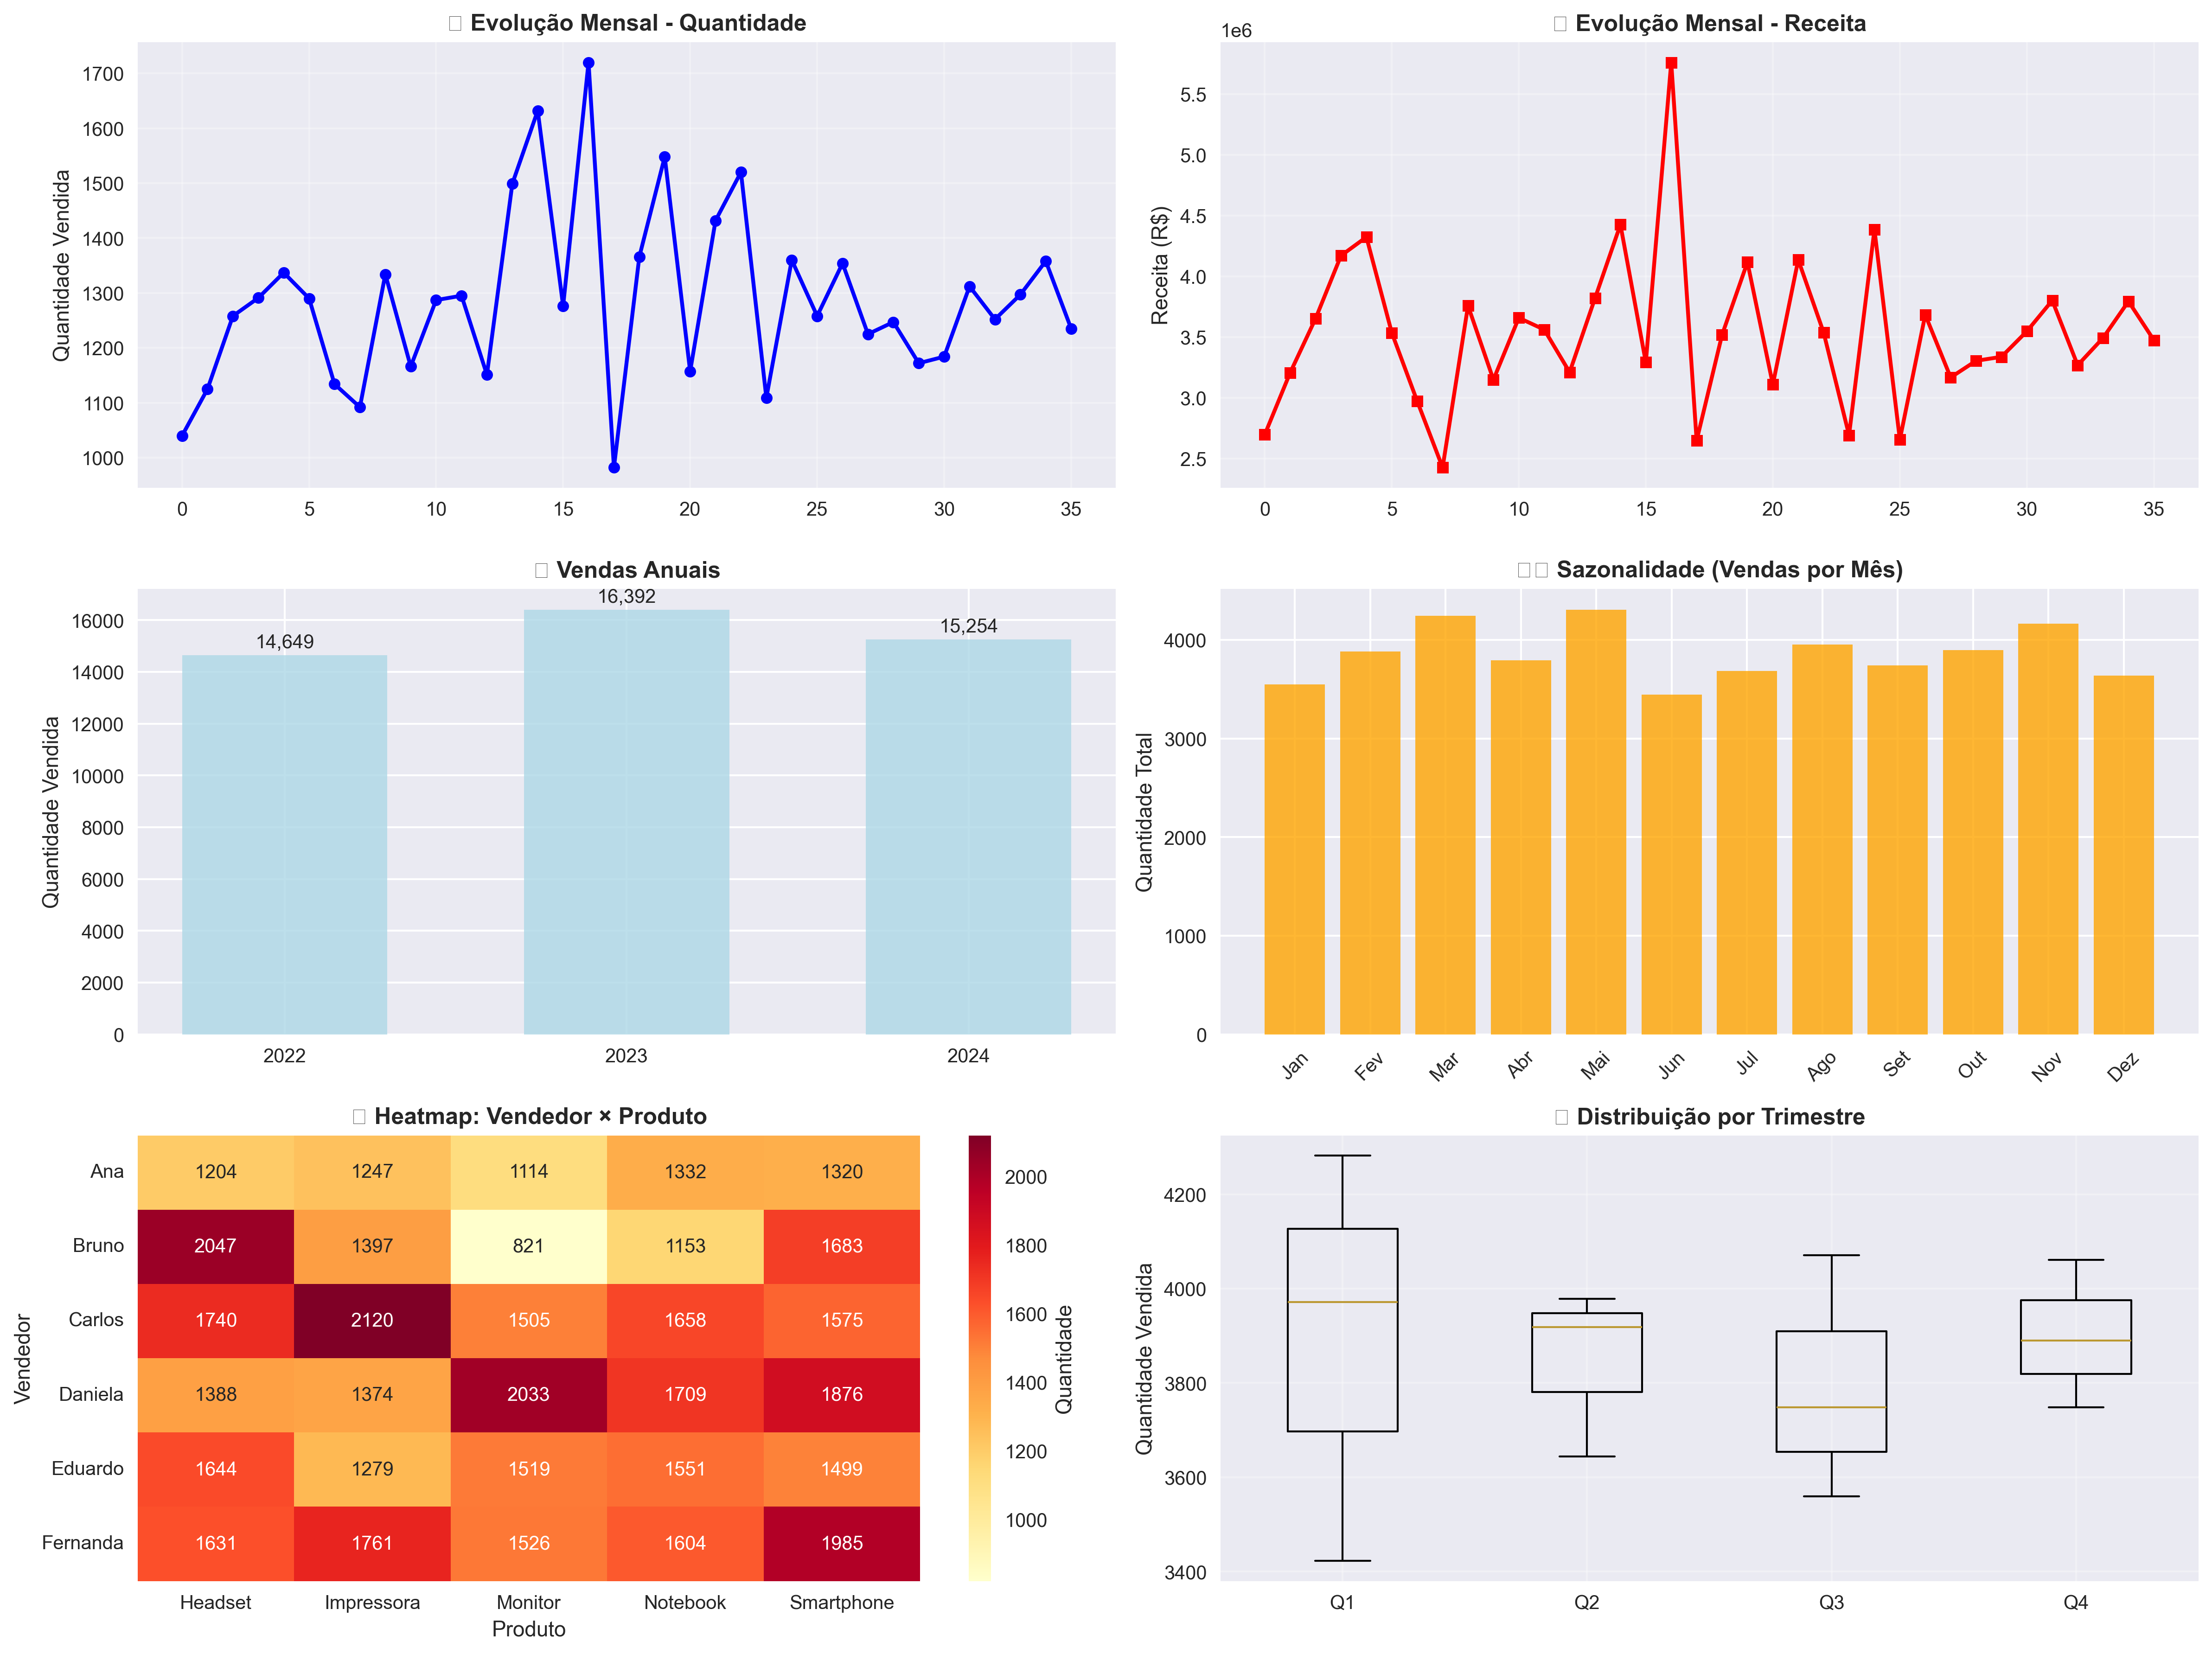 □ Evolução Mensal - Quantidade
Quantidade Vendida
1700
1600
1500
1400
1300
1200
1100
1000
0 5 10 15 20 25 30 35
□ Evolução Mensal - Receita
1e6
Receita (R$)
5.5
5.0
4.5
4.0
3.5
3.0
2.5
0 5 10 15 20 25 30 35
□ Vendas Anuais
Quantidade Vendida
16000
14000
12000
10000
8000
6000
4000
2000
0
14,649
16,392
15,254
2022 2023 2024
□□ Sazonalidade (Vendas por Mês)
Quantidade Total
4000
3000
2000
1000
0
Jan Fev Mar Abr Mai Jun Jul Ago Set Out Nov Dez
□ Heatmap: Vendedor × Produto
Vendedor
Ana 1204 1247 1114 1332 1320
Bruno 2047 1397 821 1153 1683
Carlos 1740 2120 1505 1658 1575
Daniela 1388 1374 2033 1709 1876
Eduardo 1644 1279 1519 1551 1499
Fernanda 1631 1761 1526 1604 1985
Headset Impressora Monitor Notebook Smartphone
Produto
2000
1800
1600
1400
1200
1000
Quantidade
□ Distribuição por Trimestre
Quantidade Vendida
4200
4000
3800
3600
3400
Q1 Q2 Q3 Q4